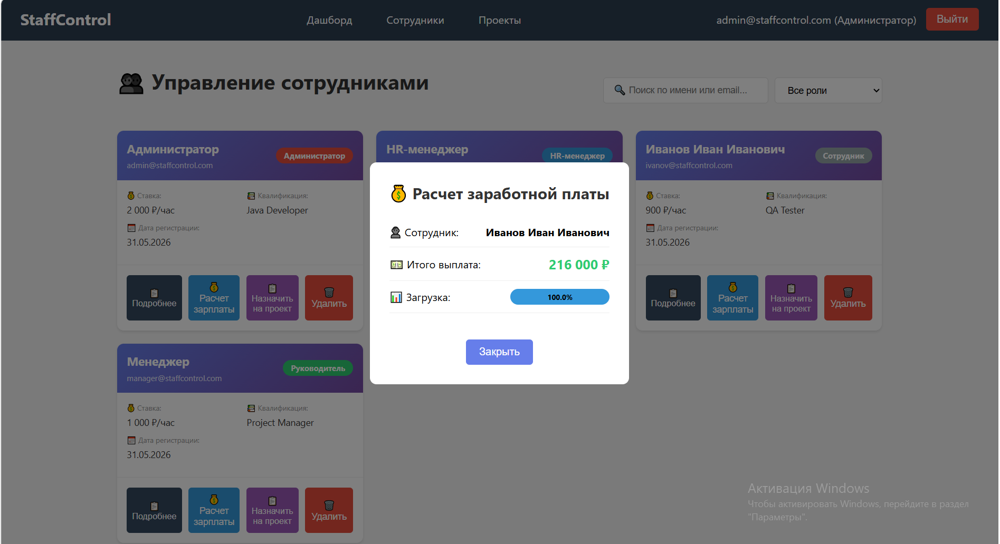 StaffControl
Дашборд
Сотрудники
Проекты
admin@staffcontrol.com (Администратор)
Выйти
Управление сотрудниками
Поиск по имени или email...
Все роли
Администратор
admin@staffcontrol.com
Администратор
Ставка:
2 000 ₽/час
Квалификация:
Java Developer
Дата регистрации:
31.05.2026
Подробнее
Расчет
зарплаты
Назначить
на проект
Удалить
HR-менеджер
HR-менеджер
Иванов Иван Иванович
ivanov@staffcontrol.com
Сотрудник
Ставка:
900 ₽/час
Квалификация:
QA Tester
Дата регистрации:
31.05.2026
Подробнее
Расчет
зарплаты
Назначить
на проект
Удалить
Расчет заработной платы
Сотрудник:
Иванов Иван Иванович
Итого выплата:
216 000 ₽
Загрузка:
100.0%
Закрыть
Менеджер
manager@staffcontrol.com
Руководитель
Ставка:
1 000 ₽/час
Квалификация:
Project Manager
Дата регистрации:
31.05.2026
Подробнее
Расчет
зарплаты
Назначить
на проект
Удалить
Активация Windows
Чтобы активировать Windows, перейдите в раздел
"Параметры".